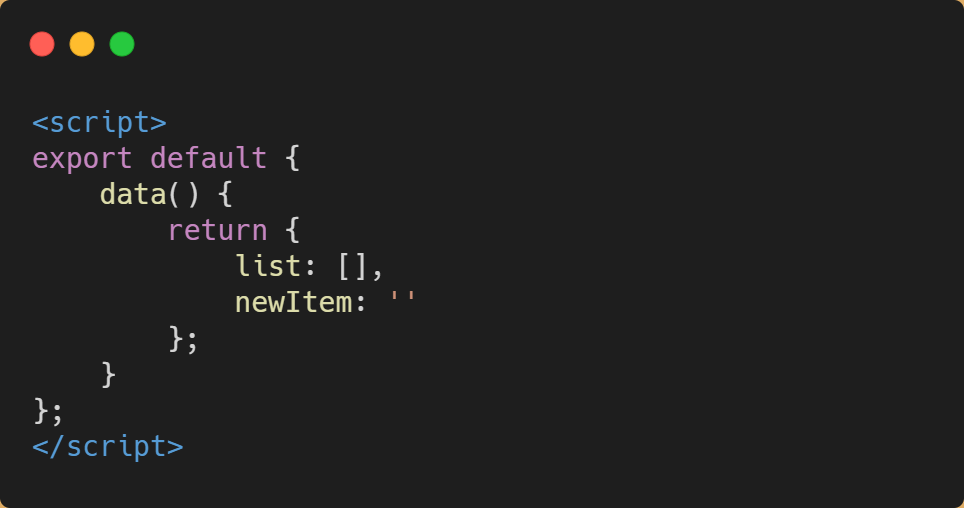 <script>
export default {
    data() {
        return {
            list: [],
            newItem: ''
        };
    }
};
</script>